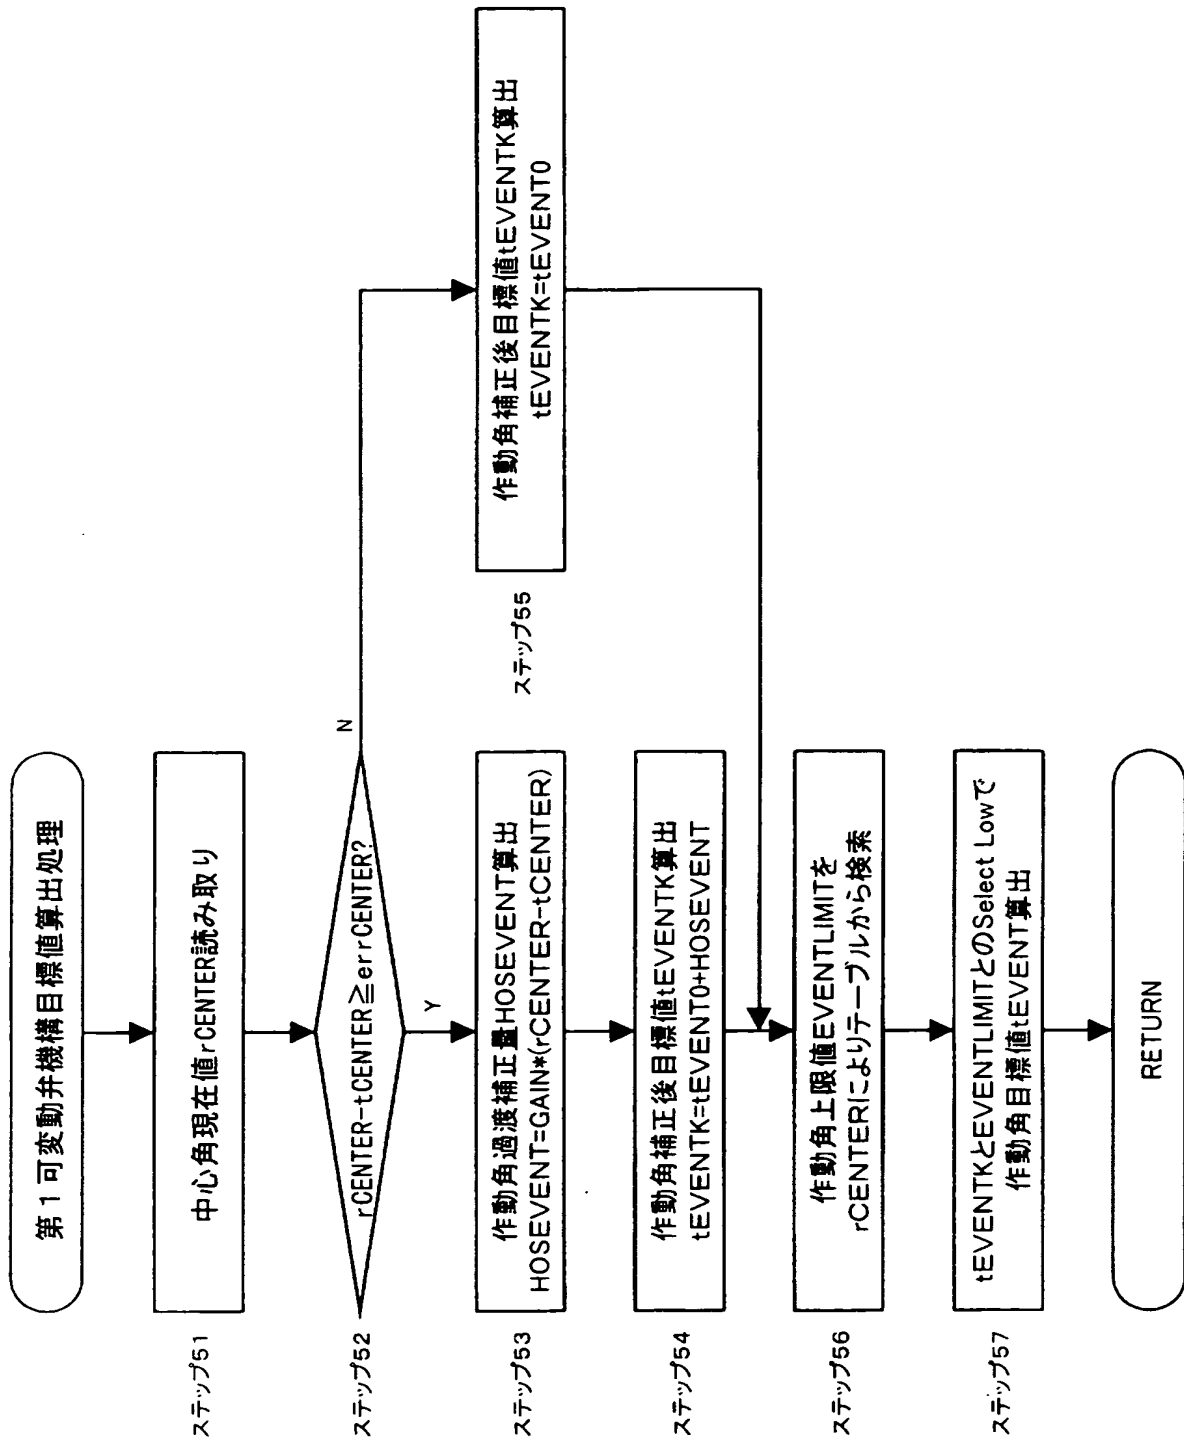 第1可変動弁機構目標値算出処理
ステップ51
中心角現在値rCENTER読み取り
ステップ52
rCENTER-tCENTER≧errCENTER?
N
Y
ステップ53
作動角過渡補正量HOSEVENT算出
HOSEVENT=GAIN*(rCENTER-tCENTER)
ステップ55
作動角補正後目標値tEVENTK算出
tEVENTK=tEVENT0
ステップ54
作動角補正後目標値tEVENTK算出
tEVENTK=tEVENT0+HOSEVENT
ステップ56
作動角上限値EVENTLIMITを
rCENTERによりテーブルから検索
ステップ57
tEVENTKとEVENTLIMITとのSelect Lowで
作動角目標値tEVENT算出
RETURN